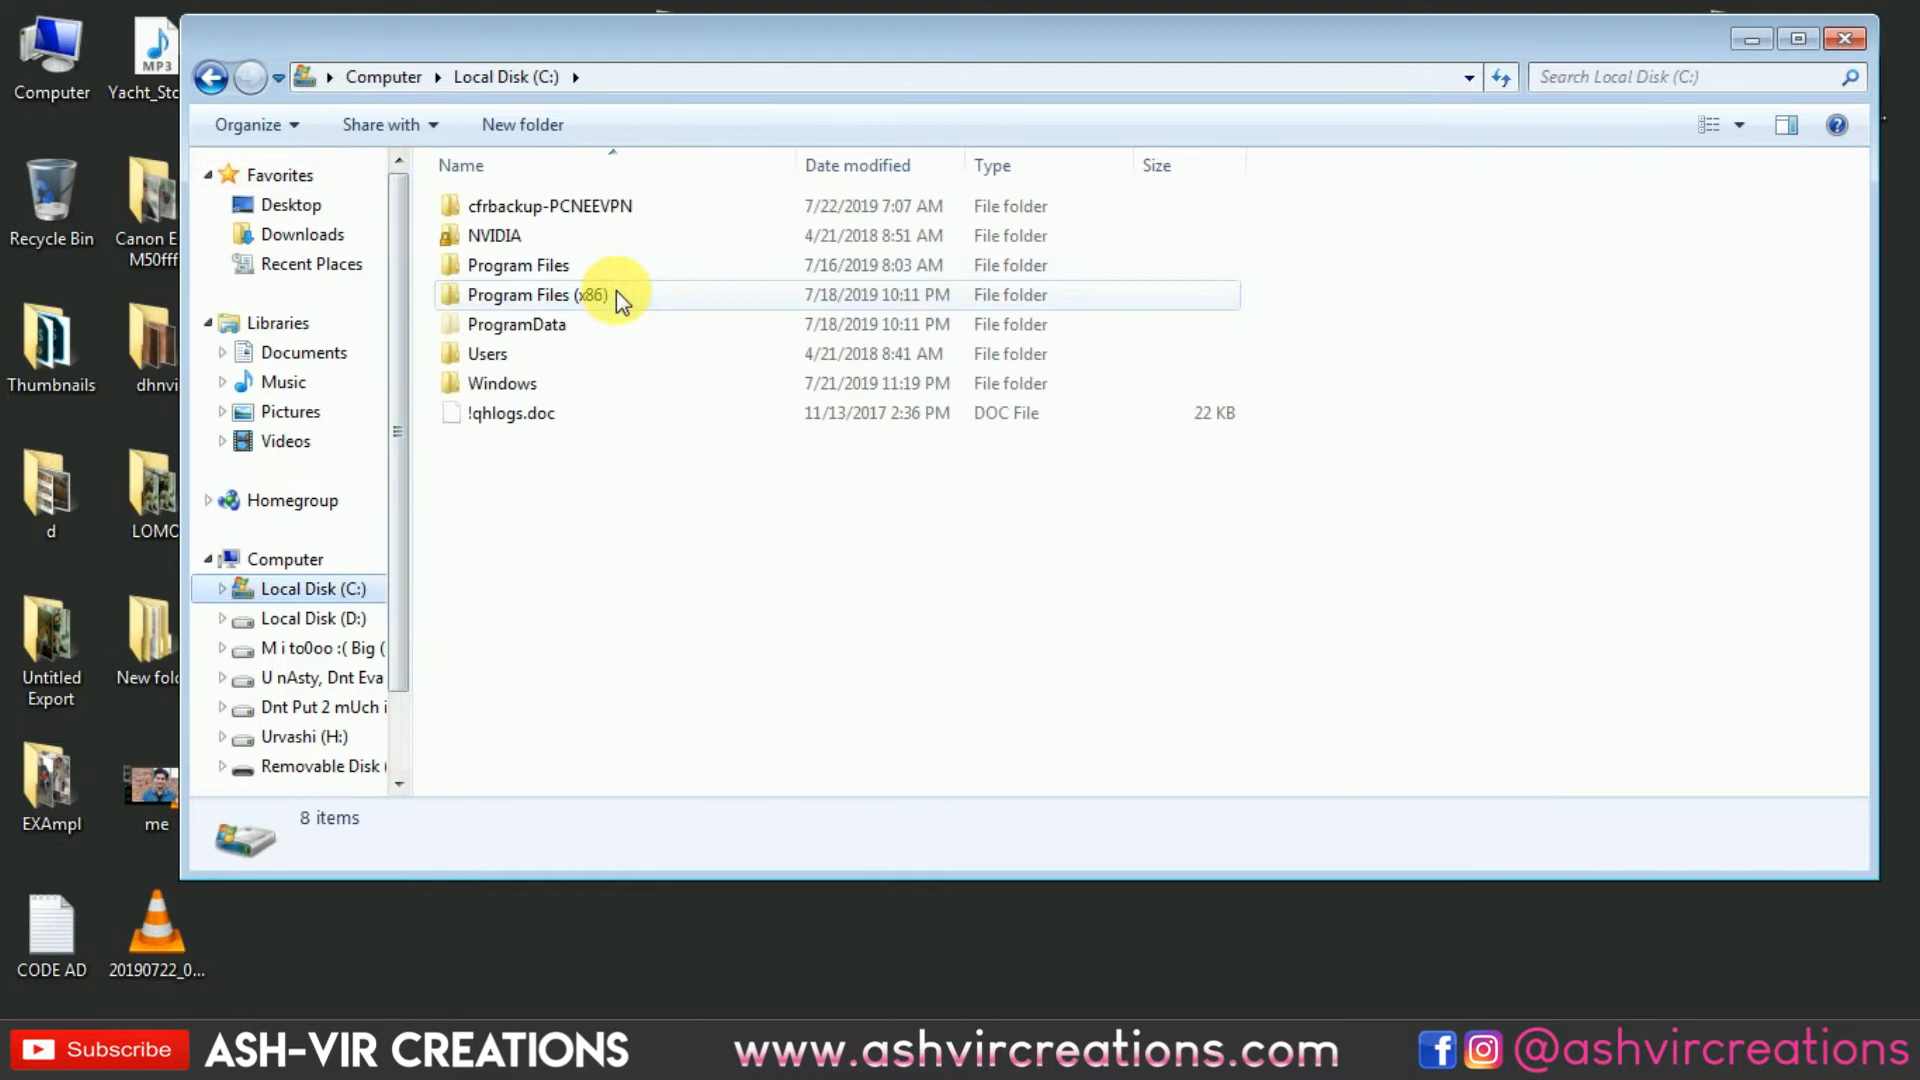 Computer
Yacht_Stc
MP3
Recycle Bin
Canon E
M50fff
Thumbnails
dhnvi
d
LOMC
Untitled
Export
New fold
EXAmpl
me
CODE AD
20190722_0...
Computer Local Disk (C:)
Search Local Disk (C:)
Organize Share with New folder
Favorites
Desktop
Downloads
Recent Places
Libraries
Documents
Music
Pictures
Videos
Homegroup
Computer
Local Disk (C:)
Local Disk (D:)
M i to0oo :( Big (
U nAsty, Dnt Eva
Dnt Put 2 mUch i
Urvashi (H:)
Removable Disk (
Name Date modified Type Size
cfrbackup-PCNEEVPN 7/22/2019 7:07 AM File folder
NVIDIA 4/21/2018 8:51 AM File folder
Program Files 7/16/2019 8:03 AM File folder
Program Files (x86) 7/18/2019 10:11 PM File folder
ProgramData 7/18/2019 10:11 PM File folder
Users 4/21/2018 8:41 AM File folder
Windows 7/21/2019 11:19 PM File folder
!qhlogs.doc 11/13/2017 2:36 PM DOC File 22 KB
8 items
Subscribe ASH-VIR CREATIONS www.ashvircreations.com @ashvircreations